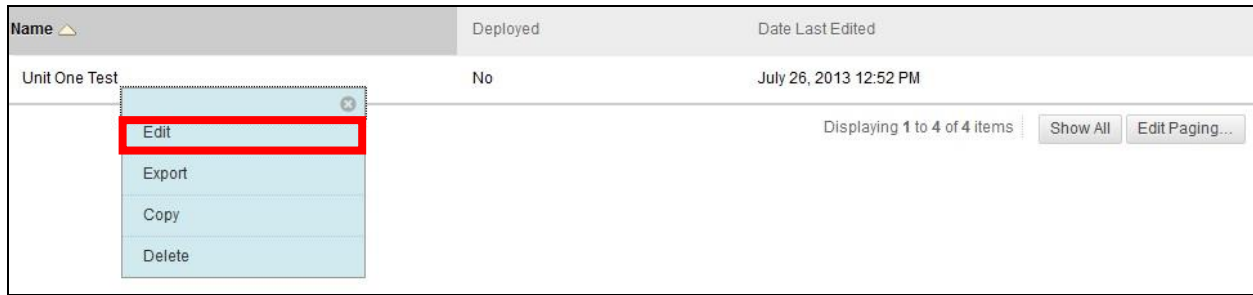 Name Deployed Date Last Edited
Unit One Test No July 26, 2013 12:52 PM
Displaying 1 to 4 of 4 items Show All Edit Paging...
Edit
Export
Copy
Delete